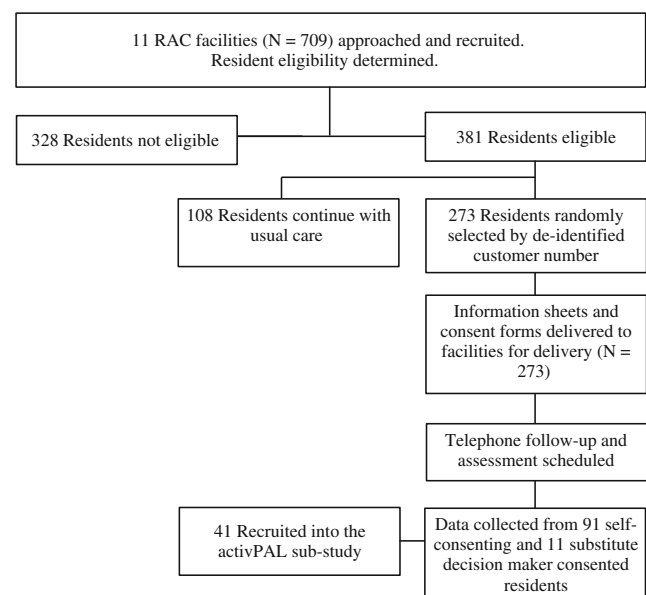 11 RAC facilities (N = 709) approached and recruited.
Resident eligibility determined.
328 Residents not eligible
381 Residents eligible
108 Residents continue with
usual care
273 Residents randomly
selected by de-identified
customer number
Information sheets and
consent forms delivered to
facilities for delivery (N =
273)
Telephone follow-up and
assessment scheduled
41 Recruited into the
activPAL sub-study
Data collected from 91 self-
consenting and 11 substitute
decision maker consented
residents